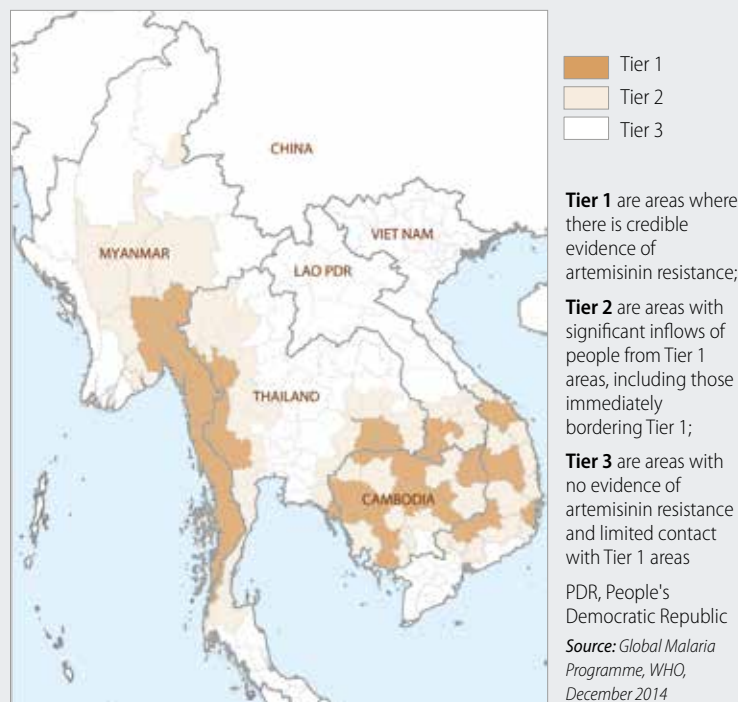 CHINA
VIET NAM
MYANMAR
LAO PDR
THAILAND
CAMBODIA
Tier 1
Tier 2
Tier 3
Tier 1 are areas where
there is credible
evidence of
artemisinin resistance;
Tier 2 are areas with
significant inflows of
people from Tier 1
areas, including those
immediately
bordering Tier 1;
Tier 3 are areas with
no evidence of
artemisinin resistance
and limited contact
with Tier 1 areas
PDR, People's
Democratic Republic
Source: Global Malaria
Programme, WHO,
December 2014